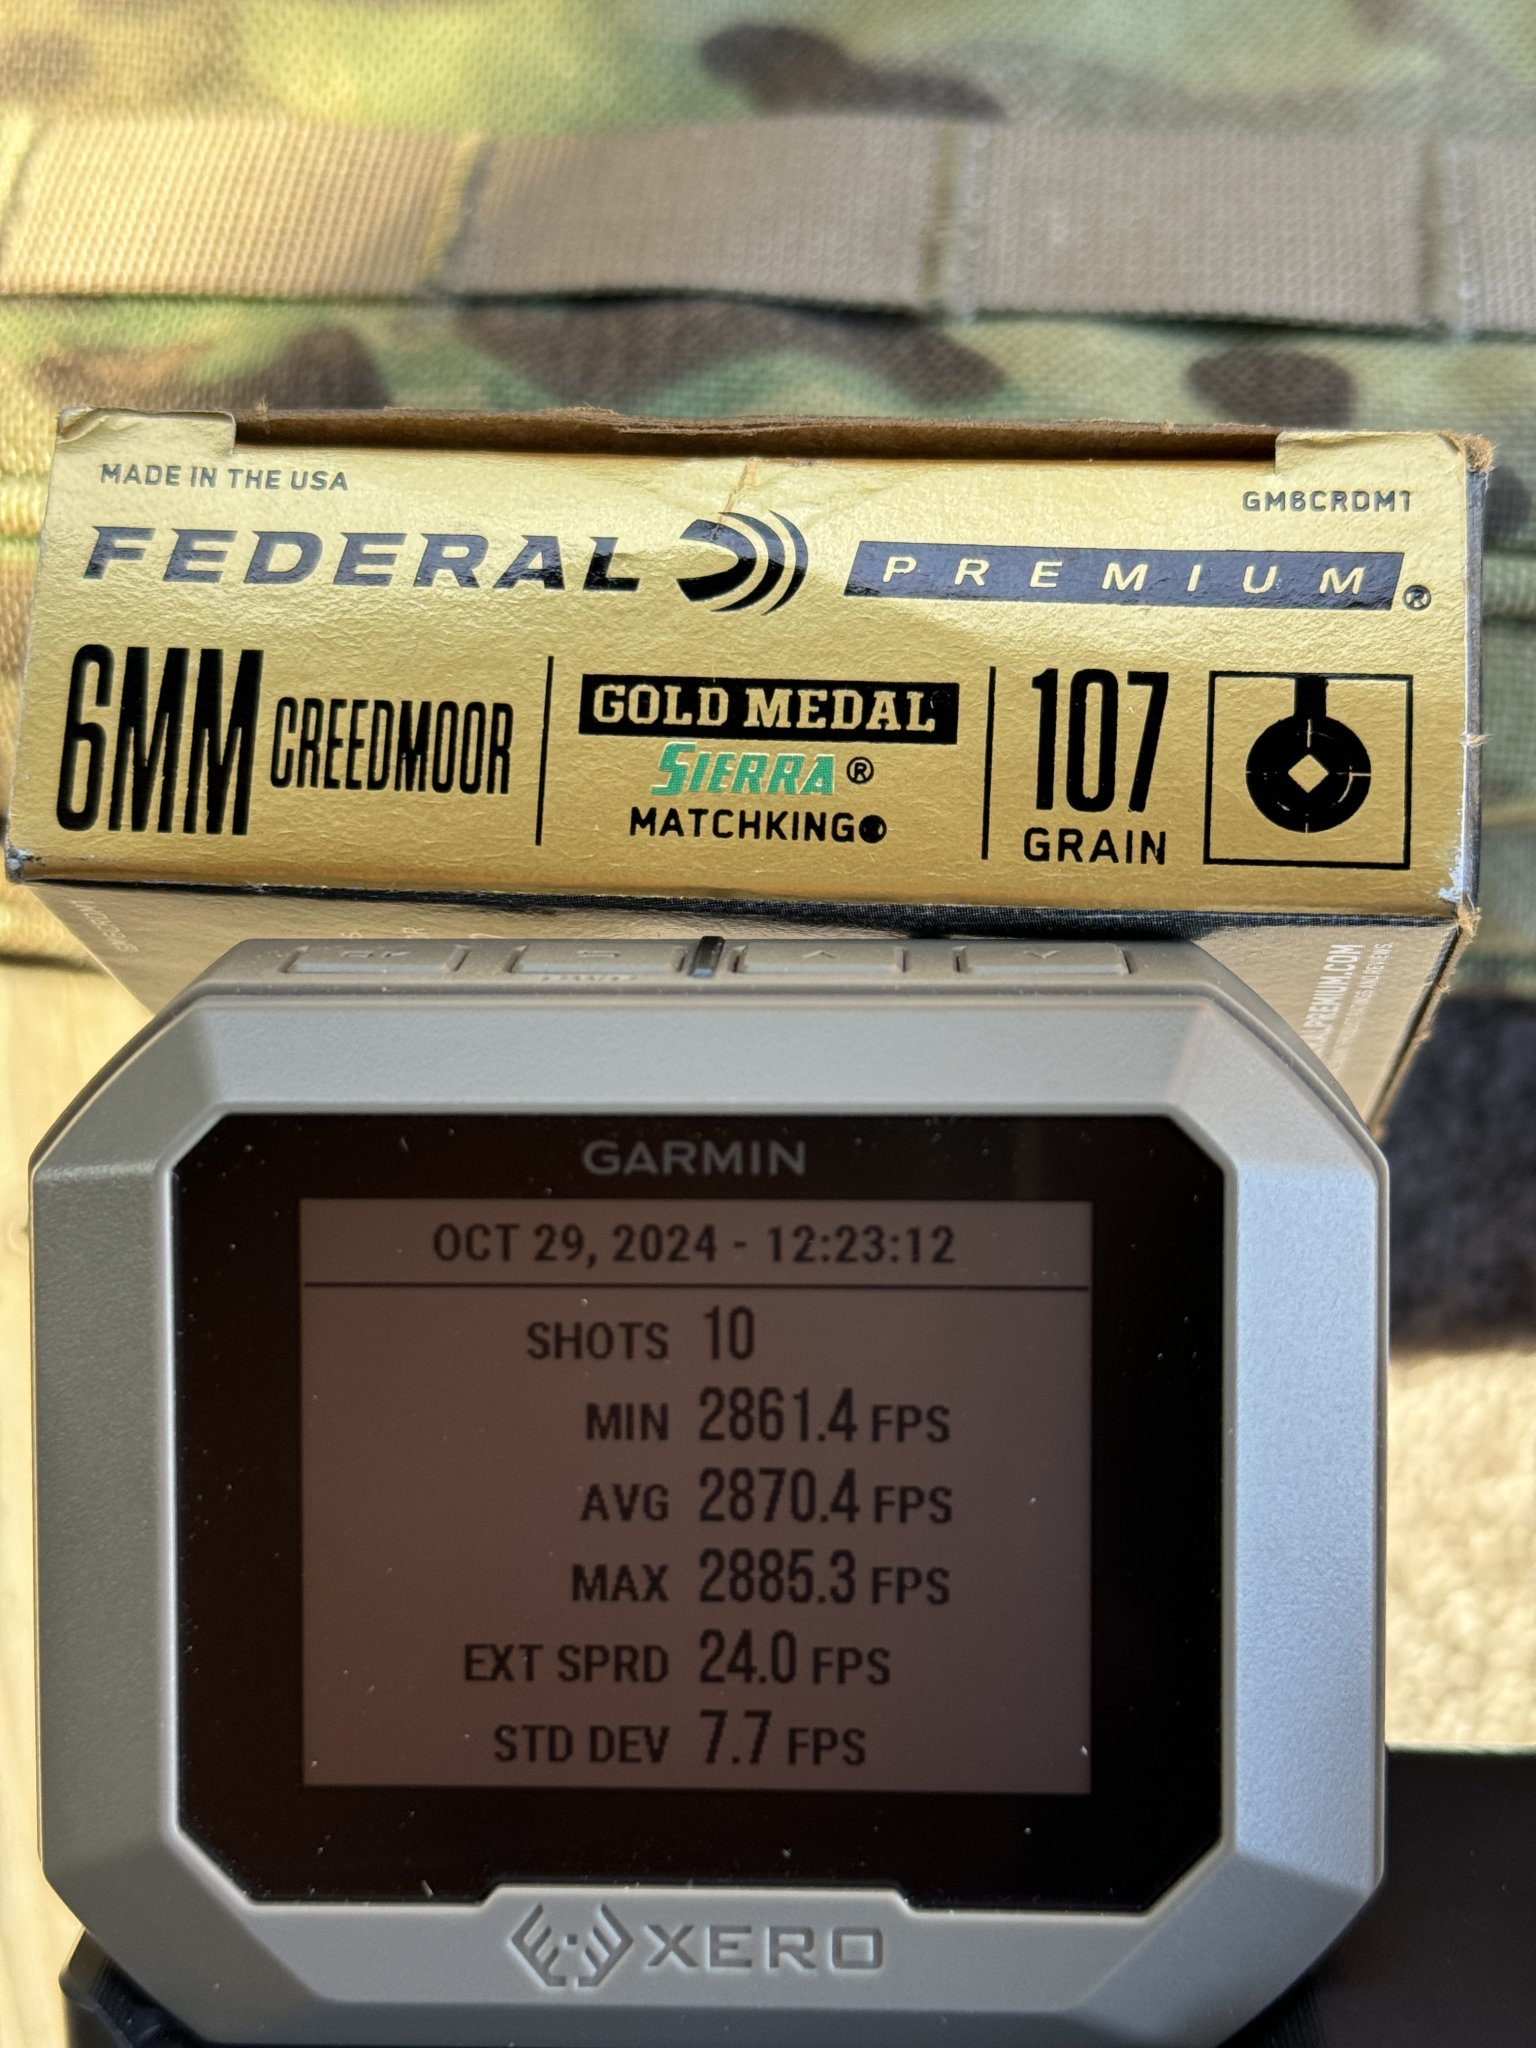 MADE IN THE USA
GM6CRDM1
FEDERAL PREMIUM®
6MM CREEDMOOR
GOLD MEDAL
SIERRA®
MATCHKING®
107
GRAIN
GARMIN
OCT 29, 2024 - 12:23:12
SHOTS 10
MIN 2861.4 FPS
AVG 2870.4 FPS
MAX 2885.3 FPS
EXT SPRD 24.0 FPS
STD DEV 7.7 FPS
XERO